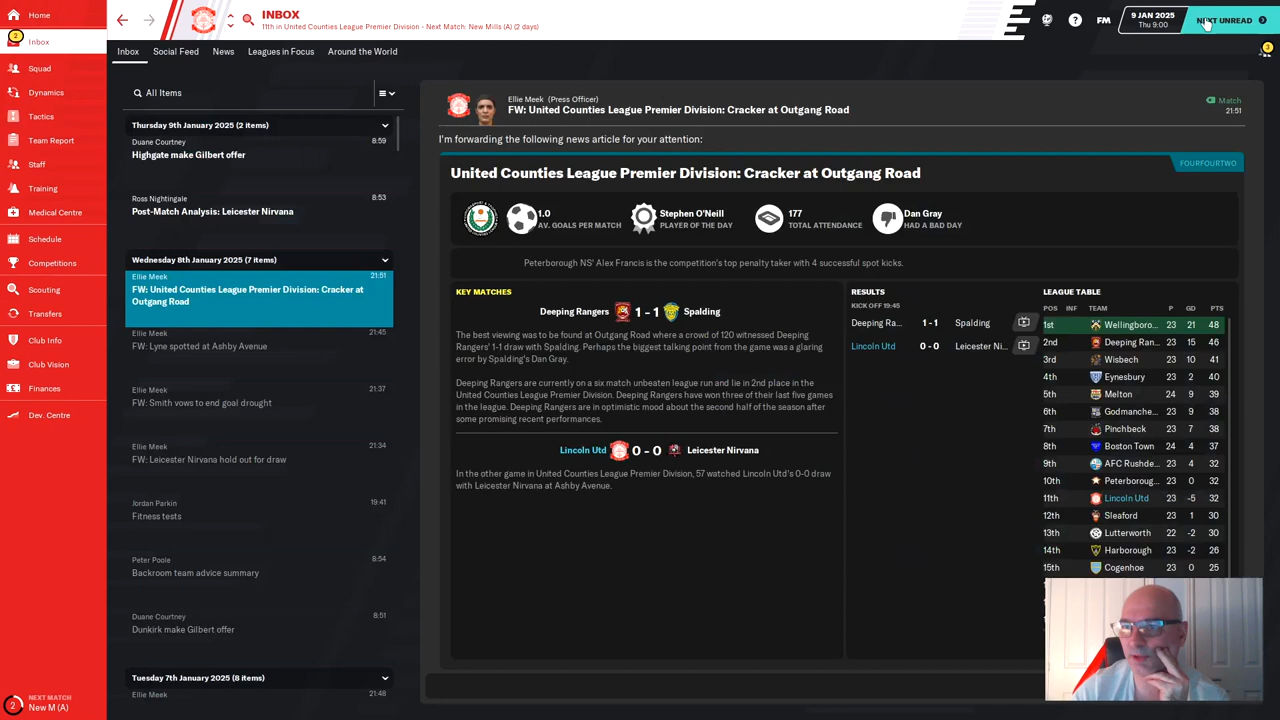 Home
INBOX
11th in United Counties League Premier Division - Next Match: New Mills (A) (2 days)
?
FM
9 JAN 2025
Thu 9:00
NEXT UNREAD
2
Inbox
Squad
Dynamics
Tactics
Team Report
Staff
Training
Medical Centre
Schedule
Competitions
Scouting
Transfers
Club Info
Club Vision
Finances
Dev. Centre
2
NEXT MATCH
New M (A)
Inbox
Social Feed
News
Leagues in Focus
Around the World
3
All Items
Thursday 9th January 2025 (2 items)
Duane Courtney 8:59
Highgate make Gilbert offer
Ross Nightingale 8:53
Post-Match Analysis: Leicester Nirvana
Wednesday 8th January 2025 (7 items)
Ellie Meek 21:51
FW: United Counties League Premier Division: Cracker at
Outgang Road
Ellie Meek 21:45
FW: Lyne spotted at Ashby Avenue
Ellie Meek 21:37
FW: Smith vows to end goal drought
Ellie Meek 21:34
FW: Leicester Nirvana hold out for draw
Jordan Parkin 19:41
Fitness tests
Peter Poole 8:54
Backroom team advice summary
Duane Courtney 8:51
Dunkirk make Gilbert offer
Tuesday 7th January 2025 (8 items)
Ellie Meek 21:48
Ellie Meek (Press Officer)
FW: United Counties League Premier Division: Cracker at Outgang Road
Match
21:51
I'm forwarding the following news article for your attention:
FOURFOURTWO
United Counties League Premier Division: Cracker at Outgang Road
1.0
AV. GOALS PER MATCH
Stephen O'Neill
PLAYER OF THE DAY
177
TOTAL ATTENDANCE
Dan Gray
HAD A BAD DAY
Peterborough NS' Alex Francis is the competition's top penalty taker with 4 successful spot kicks.
KEY MATCHES
Deeping Rangers 1 - 1 Spalding
The best viewing was to be found at Outgang Road where a crowd of 120 witnessed Deeping
Rangers' 1-1 draw with Spalding. Perhaps the biggest talking point from the game was a glaring
error by Spalding's Dan Gray.
Deeping Rangers are currently on a six match unbeaten league run and lie in 2nd place in the
United Counties League Premier Division. Deeping Rangers have won three of their last five games
in the league. Deeping Rangers are in optimistic mood about the second half of the season after
some promising recent performances.
Lincoln Utd 0 - 0 Leicester Nirvana
In the other game in United Counties League Premier Division, 57 watched Lincoln Utd's 0-0 draw
with Leicester Nirvana at Ashby Avenue.
RESULTS
KICK OFF 19:45
Deeping Ra... 1 - 1 Spalding
Lincoln Utd 0 - 0 Leicester Ni...
LEAGUE TABLE
POS INF TEAM P GD PTS
1st Wellingboro... 23 21 48
2nd Deeping Ran... 23 15 46
3rd Wisbech 23 10 41
4th Eynesbury 23 2 40
5th Melton 24 9 39
6th Godmanche... 23 9 38
7th Pinchbeck 23 7 38
8th Boston Town 24 4 37
9th AFC Rushde... 23 4 32
10th Peterboroug... 23 0 32
11th Lincoln Utd 23 -5 32
12th Sleaford 23 1 30
13th Lutterworth 22 -2 30
14th Harborough 23 -2 26
15th Cogenhoe 23 0 25